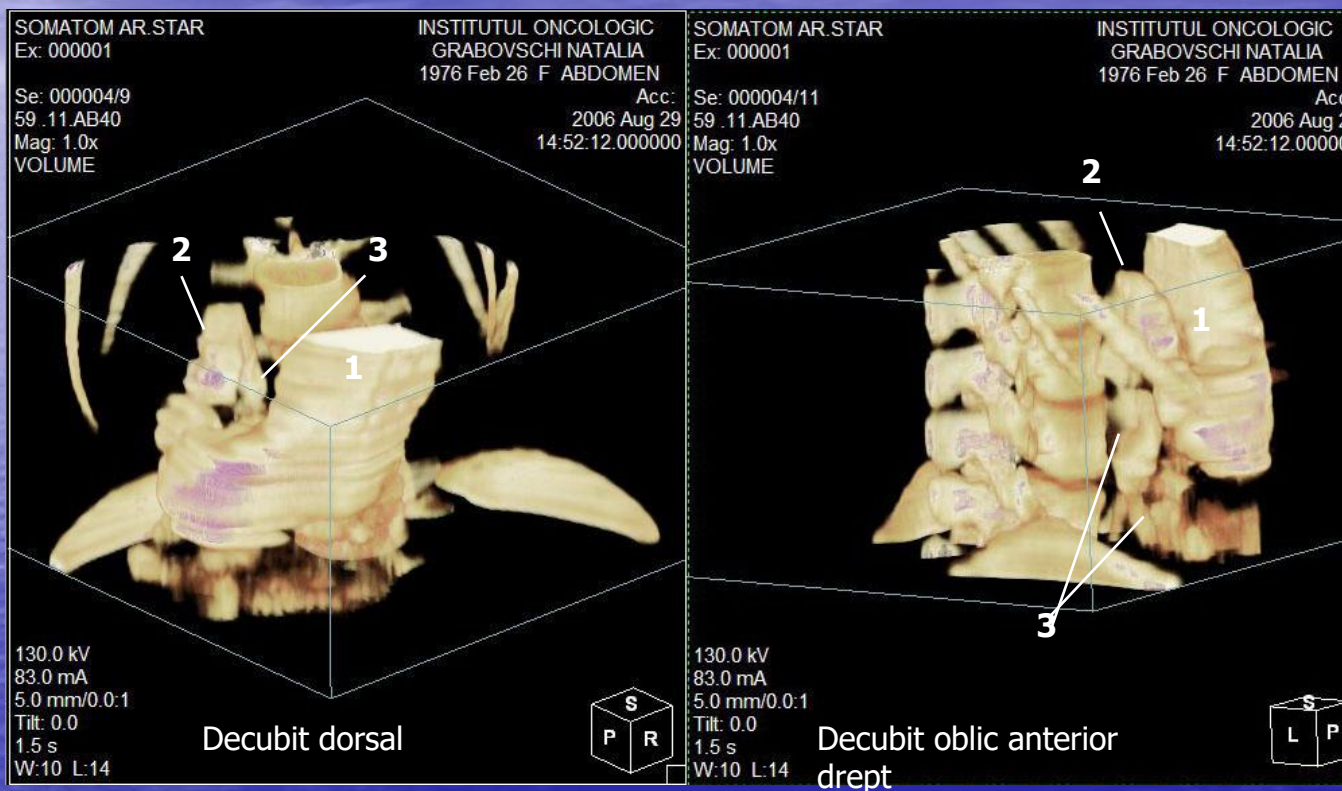 SOMATOM AR.STAR
Ex: 000001
INSTITUTUL ONCOLOGIC
GRABOVSCHI NATALIA
1976 Feb 26 F ABDOMEN
Se: 000004/9
Acc:
59 .11.AB40
2006 Aug 29
Mag: 1.0x
14:52:12.000000
VOLUME
2
3
1
130.0 kV
83.0 mA
5.0 mm/0.0:1
Tilt: 0.0
1.5 s
W:10 L:14
Decubit dorsal
S
P R
SOMATOM AR.STAR
Ex: 000001
INSTITUTUL ONCOLOGIC
GRABOVSCHI NATALIA
1976 Feb 26 F ABDOMEN
Se: 000004/11
59 .11.AB40
2006 Aug
Mag: 1.0x
VOLUME
2
1
3
130.0 kV
83.0 mA
5.0 mm/0.0:1
Tilt: 0.0
1.5 s
W:10 L:14
Decubit oblic anterior
drept
S
L P